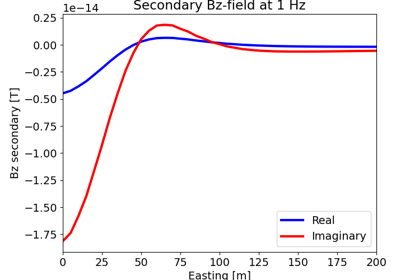 Secondary Bz-field at 1 Hz
1e−14
0.25
0.00
−0.25
−0.50
−0.75
−1.00
−1.25
−1.50
−1.75
Bz secondary [T]
Real
Imaginary
0 25 50 75 100 125 150 175 200
Easting [m]